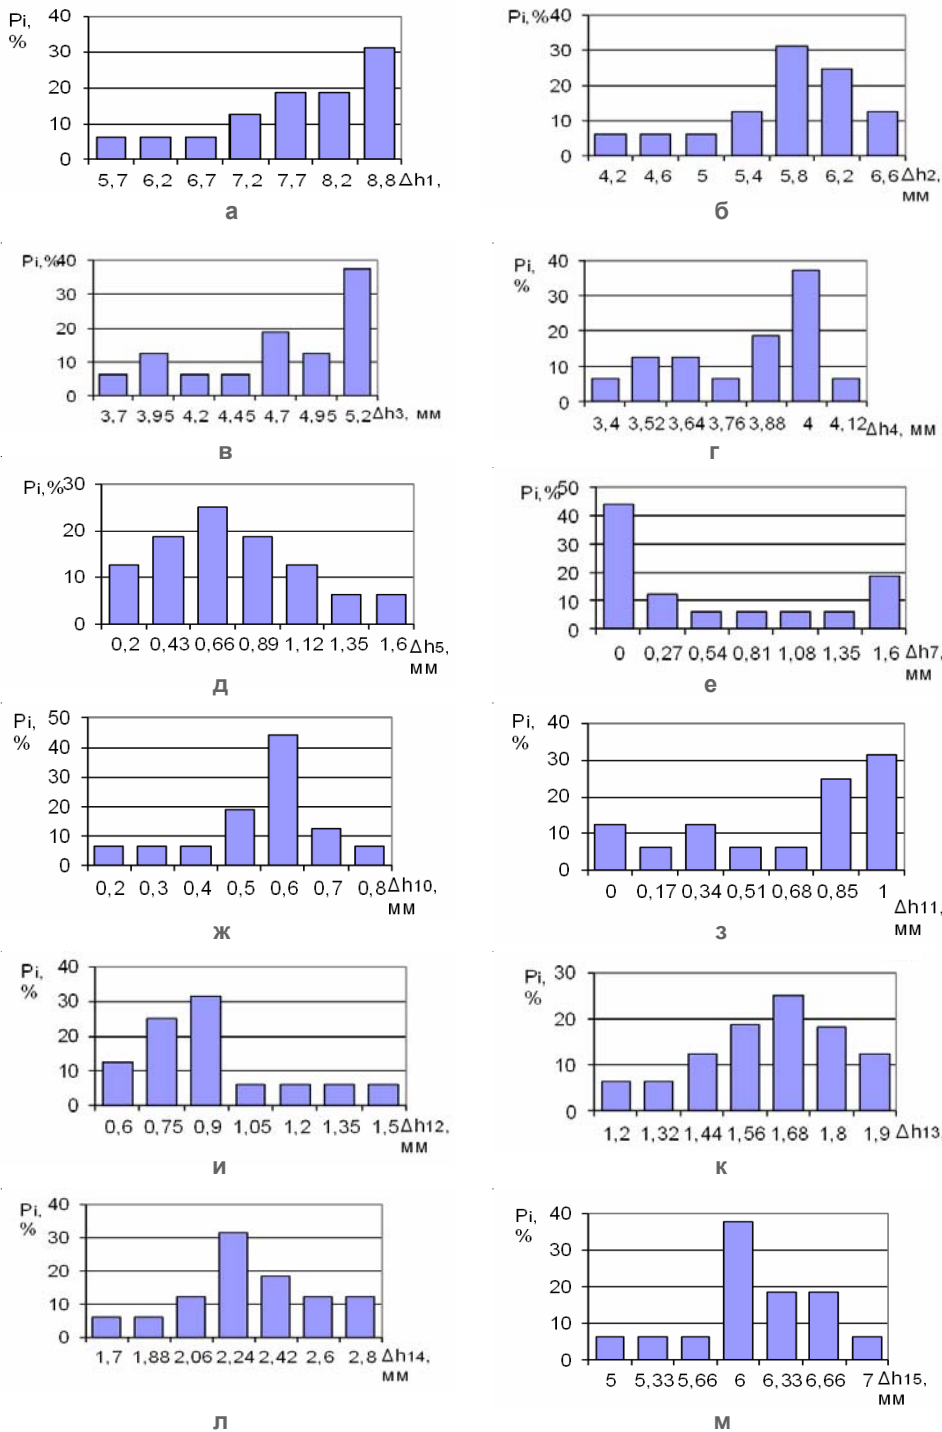 Pi, %
40
30
20
10
0
5,7 6,2 6,7 7,2 7,7 8,2 8,8 Δh1,
а
Pi,%
40
30
20
10
0
4,2 4,6 5 5,4 5,8 6,2 6,6 Δh2, мм
б
Pi,%
40
30
20
10
0
3,7 3,95 4,2 4,45 4,7 4,95 5,2 Δh3, мм
в
Pi, %
40
30
20
10
0
3,4 3,52 3,64 3,76 3,88 4 4,12 Δh4, мм
г
Pi,%
30
20
10
0
0,2 0,43 0,66 0,89 1,12 1,35 1,6 Δh5, мм
д
Pi,%
50
40
30
20
10
0
0 0,27 0,54 0,81 1,08 1,35 1,6 Δh7, мм
е
Pi, %
50
40
30
20
10
0
0,2 0,3 0,4 0,5 0,6 0,7 0,8 Δh10, мм
ж
Pi, %
40
30
20
10
0
0 0,17 0,34 0,51 0,68 0,85 1 Δh11, мм
з
Pi, %
40
30
20
10
0
0,6 0,75 0,9 1,05 1,2 1,35 1,5 Δh12, мм
и
Pi, %
30
20
10
0
1,2 1,32 1,44 1,56 1,68 1,8 1,9 Δh13,
к
Pi, %
40
30
20
10
0
1,7 1,88 2,06 2,24 2,42 2,6 2,8 Δh14, мм
л
Pi, %
40
30
20
10
0
5 5,33 5,66 6 6,33 6,66 7 Δh15, мм
м